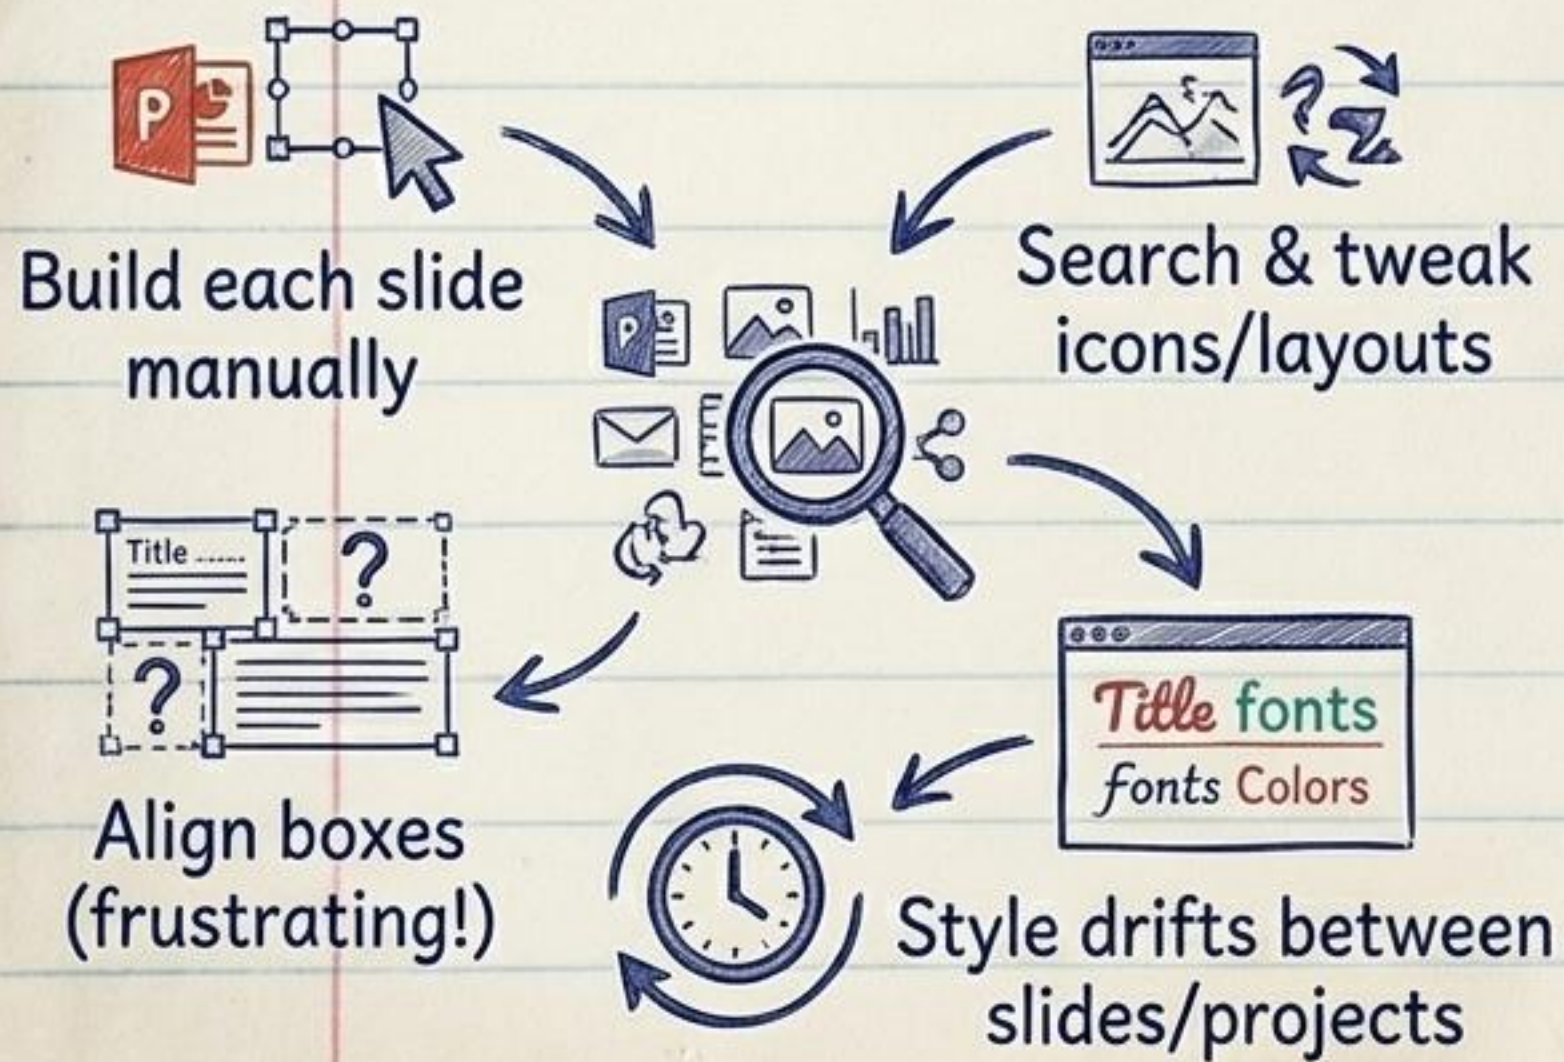 P
Build each slide
manually
Search & tweak
icons/layouts
P
Title ......
?
?
Align boxes
(frustrating!)
Title fonts
fonts Colors
Style drifts between
slides/projects